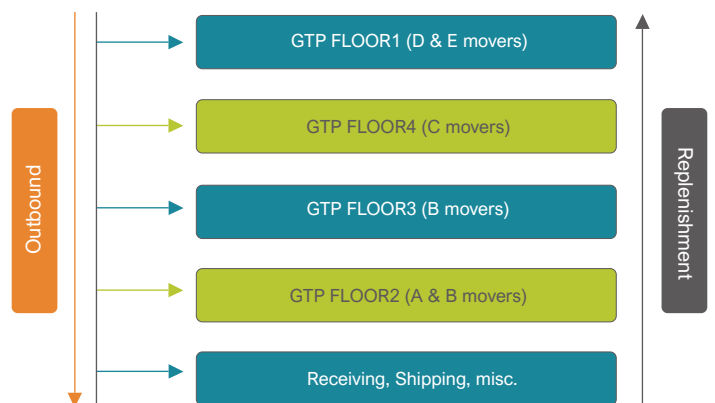 GTP FLOOR1 (D & E movers)
GTP FLOOR4 (C movers)
GTP FLOOR3 (B movers)
GTP FLOOR2 (A & B movers)
Receiving, Shipping, misc.
Outbound
Replenishment